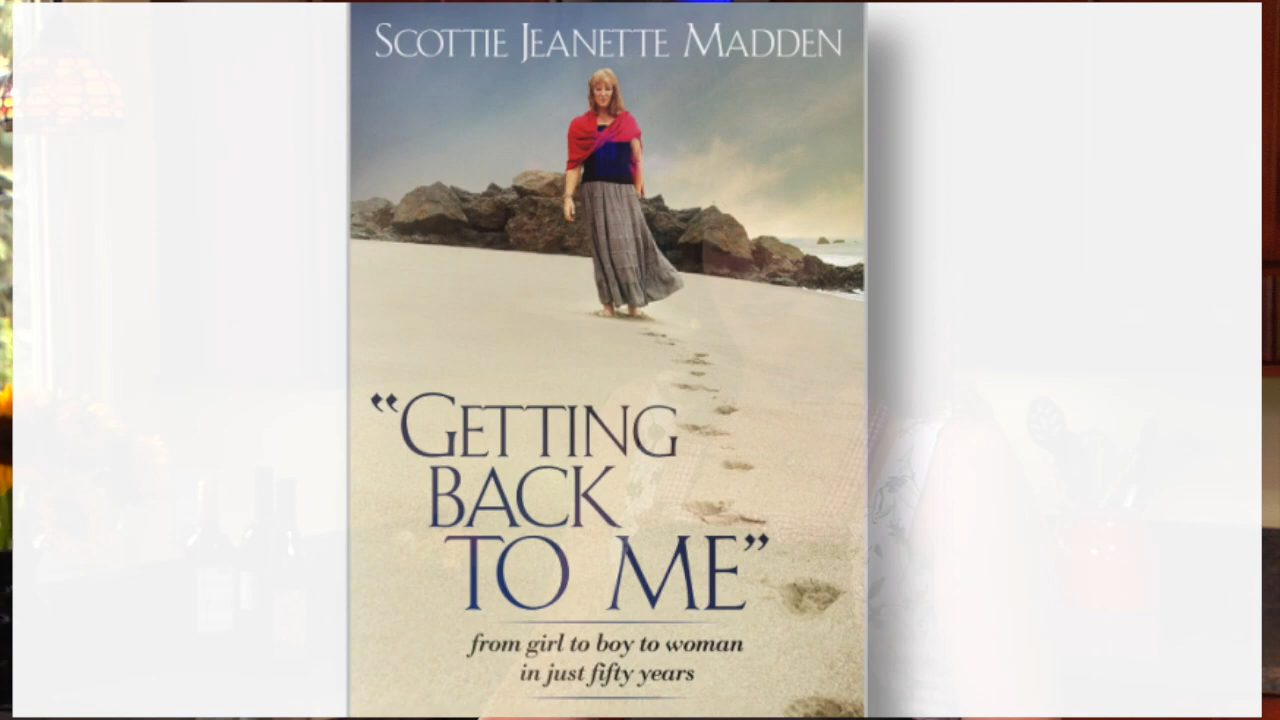 SCOTTIE JEANETTE MADDEN
“GETTING
BACK
TO ME”
from girl to boy to woman
in just fifty years